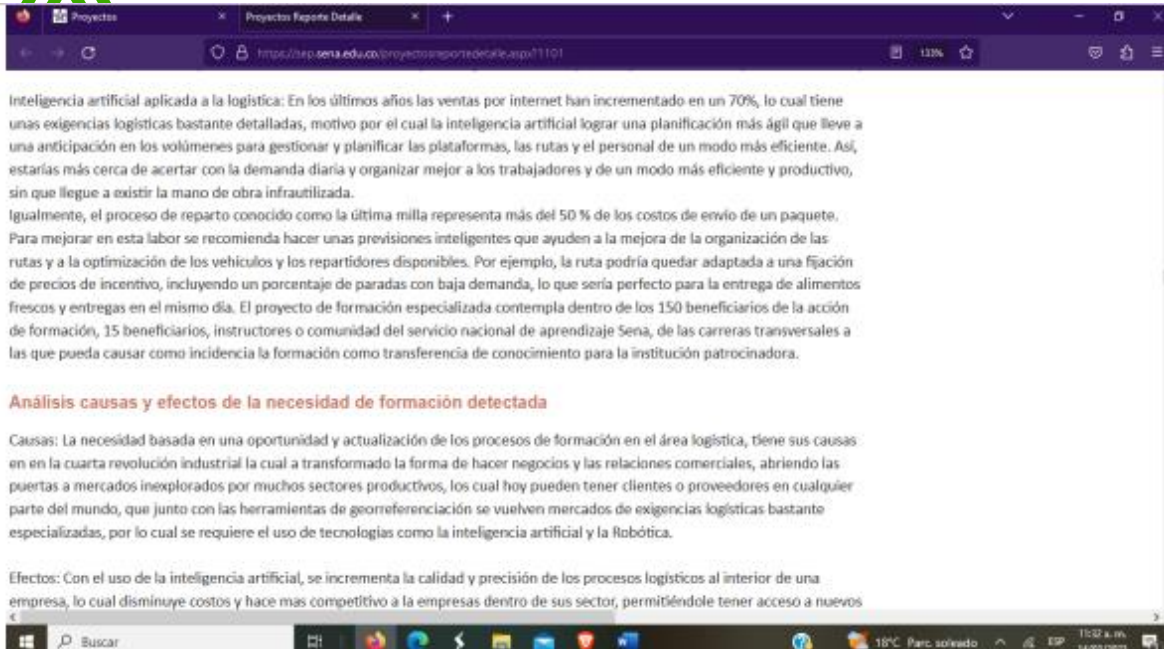 Proyectos
Proyectos Reporte Detalle
https://sep.sena.edu.co/proyectosreportedetalle.aspx?1101
133%
Inteligencia artificial aplicada a la logística: En los últimos años las ventas por internet han incrementado en un 70%, lo cual tiene
unas exigencias logísticas bastante detalladas, motivo por el cual la inteligencia artificial lograr una planificación más ágil que lleve a
una anticipación en los volúmenes para gestionar y planificar las plataformas, las rutas y el personal de un modo más eficiente. Así,
estarías más cerca de acertar con la demanda diaria y organizar mejor a los trabajadores y de un modo más eficiente y productivo,
sin que llegue a existir la mano de obra infrautilizada.
Igualmente, el proceso de reparto conocido como la última milla representa más del 50 % de los costos de envío de un paquete.
Para mejorar en esta labor se recomienda hacer unas previsiones inteligentes que ayuden a la mejora de la organización de las
rutas y a la optimización de los vehículos y los repartidores disponibles. Por ejemplo, la ruta podría quedar adaptada a una fijación
de precios de incentivo, incluyendo un porcentaje de paradas con baja demanda, lo que sería perfecto para la entrega de alimentos
frescos y entregas en el mismo día. El proyecto de formación especializada contempla dentro de los 150 beneficiarios de la acción
de formación, 15 beneficiarios, instructores o comunidad del servicio nacional de aprendizaje Sena, de las carreras transversales a
las que pueda causar como incidencia la formación como transferencia de conocimiento para la institución patrocinadora.
Análisis causas y efectos de la necesidad de formación detectada
Causas: La necesidad basada en una oportunidad y actualización de los procesos de formación en el área logística, tiene sus causas
en en la cuarta revolución industrial la cual a transformado la forma de hacer negocios y las relaciones comerciales, abriendo las
puertas a mercados inexplorados por muchos sectores productivos, los cual hoy pueden tener clientes o proveedores en cualquier
parte del mundo, que junto con las herramientas de georreferenciación se vuelven mercados de exigencias logísticas bastante
especializadas, por lo cual se requiere el uso de tecnologías como la inteligencia artificial y la Robótica.
Efectos: Con el uso de la inteligencia artificial, se incrementa la calidad y precisión de los procesos logísticos al interior de una
empresa, lo cual disminuye costos y hace mas competitivo a la empresas dentro de sus sector, permitiéndole tener acceso a nuevos
Buscar
18°C Parc. soleado
ESP
11:32 a. m.